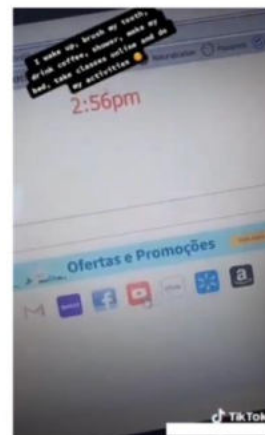 I wake up, brush my tooth,
drink coffee, shower, make my
bed, take classes online and do
my activities
2:56pm
Ofertas e Promoções
a
TikTok